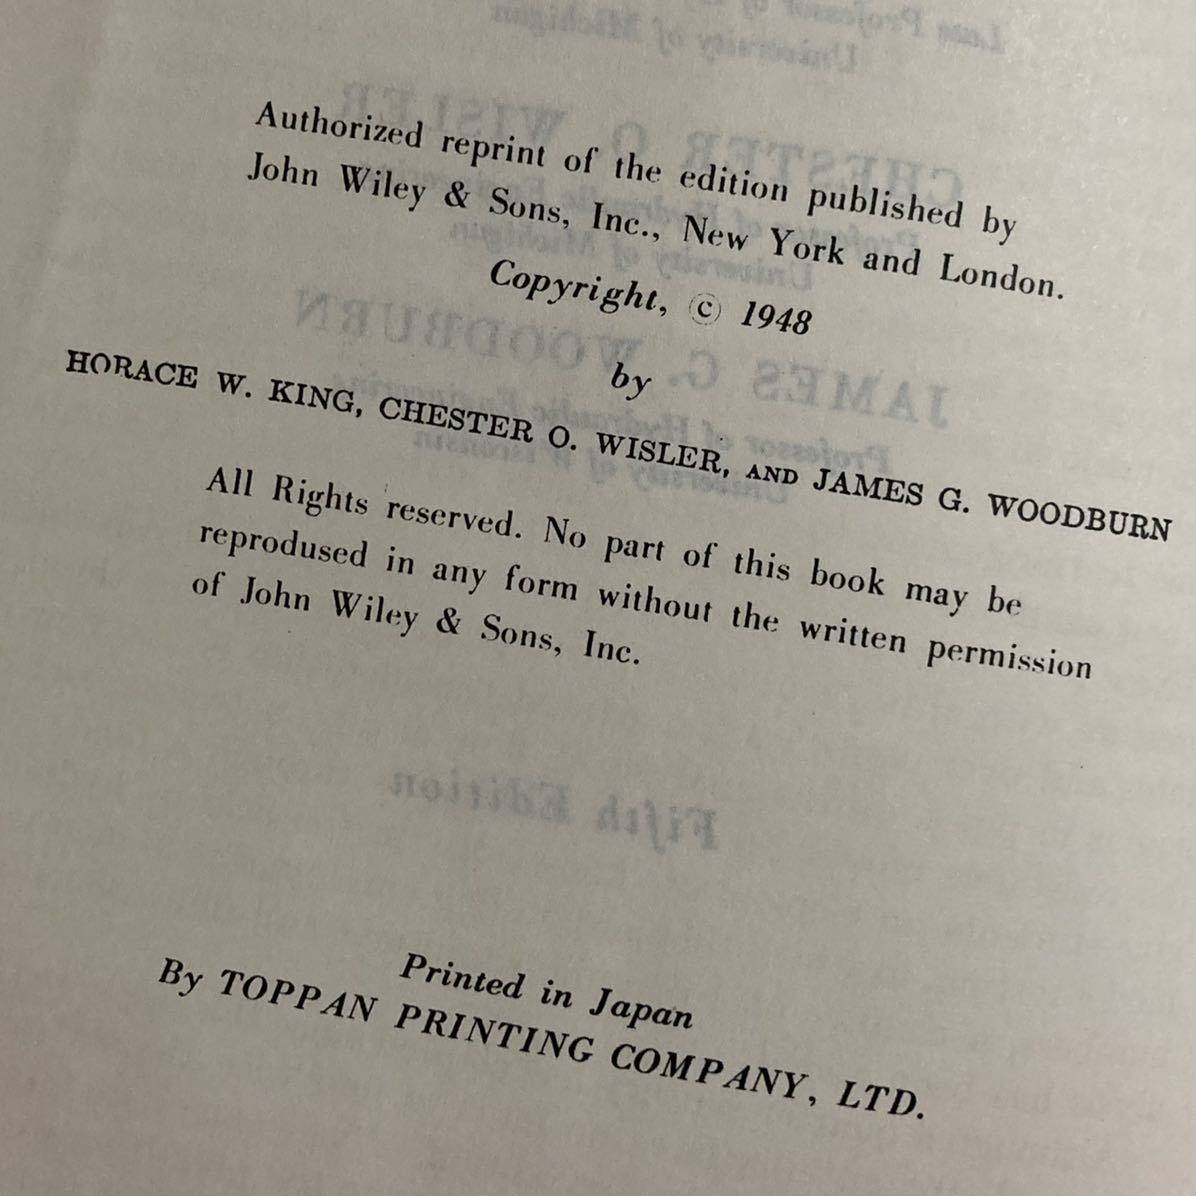 Authorized reprint of the edition published by
John Wiley & Sons, Inc., New York and London.
Copyright, © 1948
by
HORACE W. KING, CHESTER O. WISLER, AND JAMES G. WOODBURN
All Rights reserved. No part of this book may be
reprodused in any form without the written permission
of John Wiley & Sons, Inc.
Printed in Japan
By TOPPAN PRINTING COMPANY, LTD.